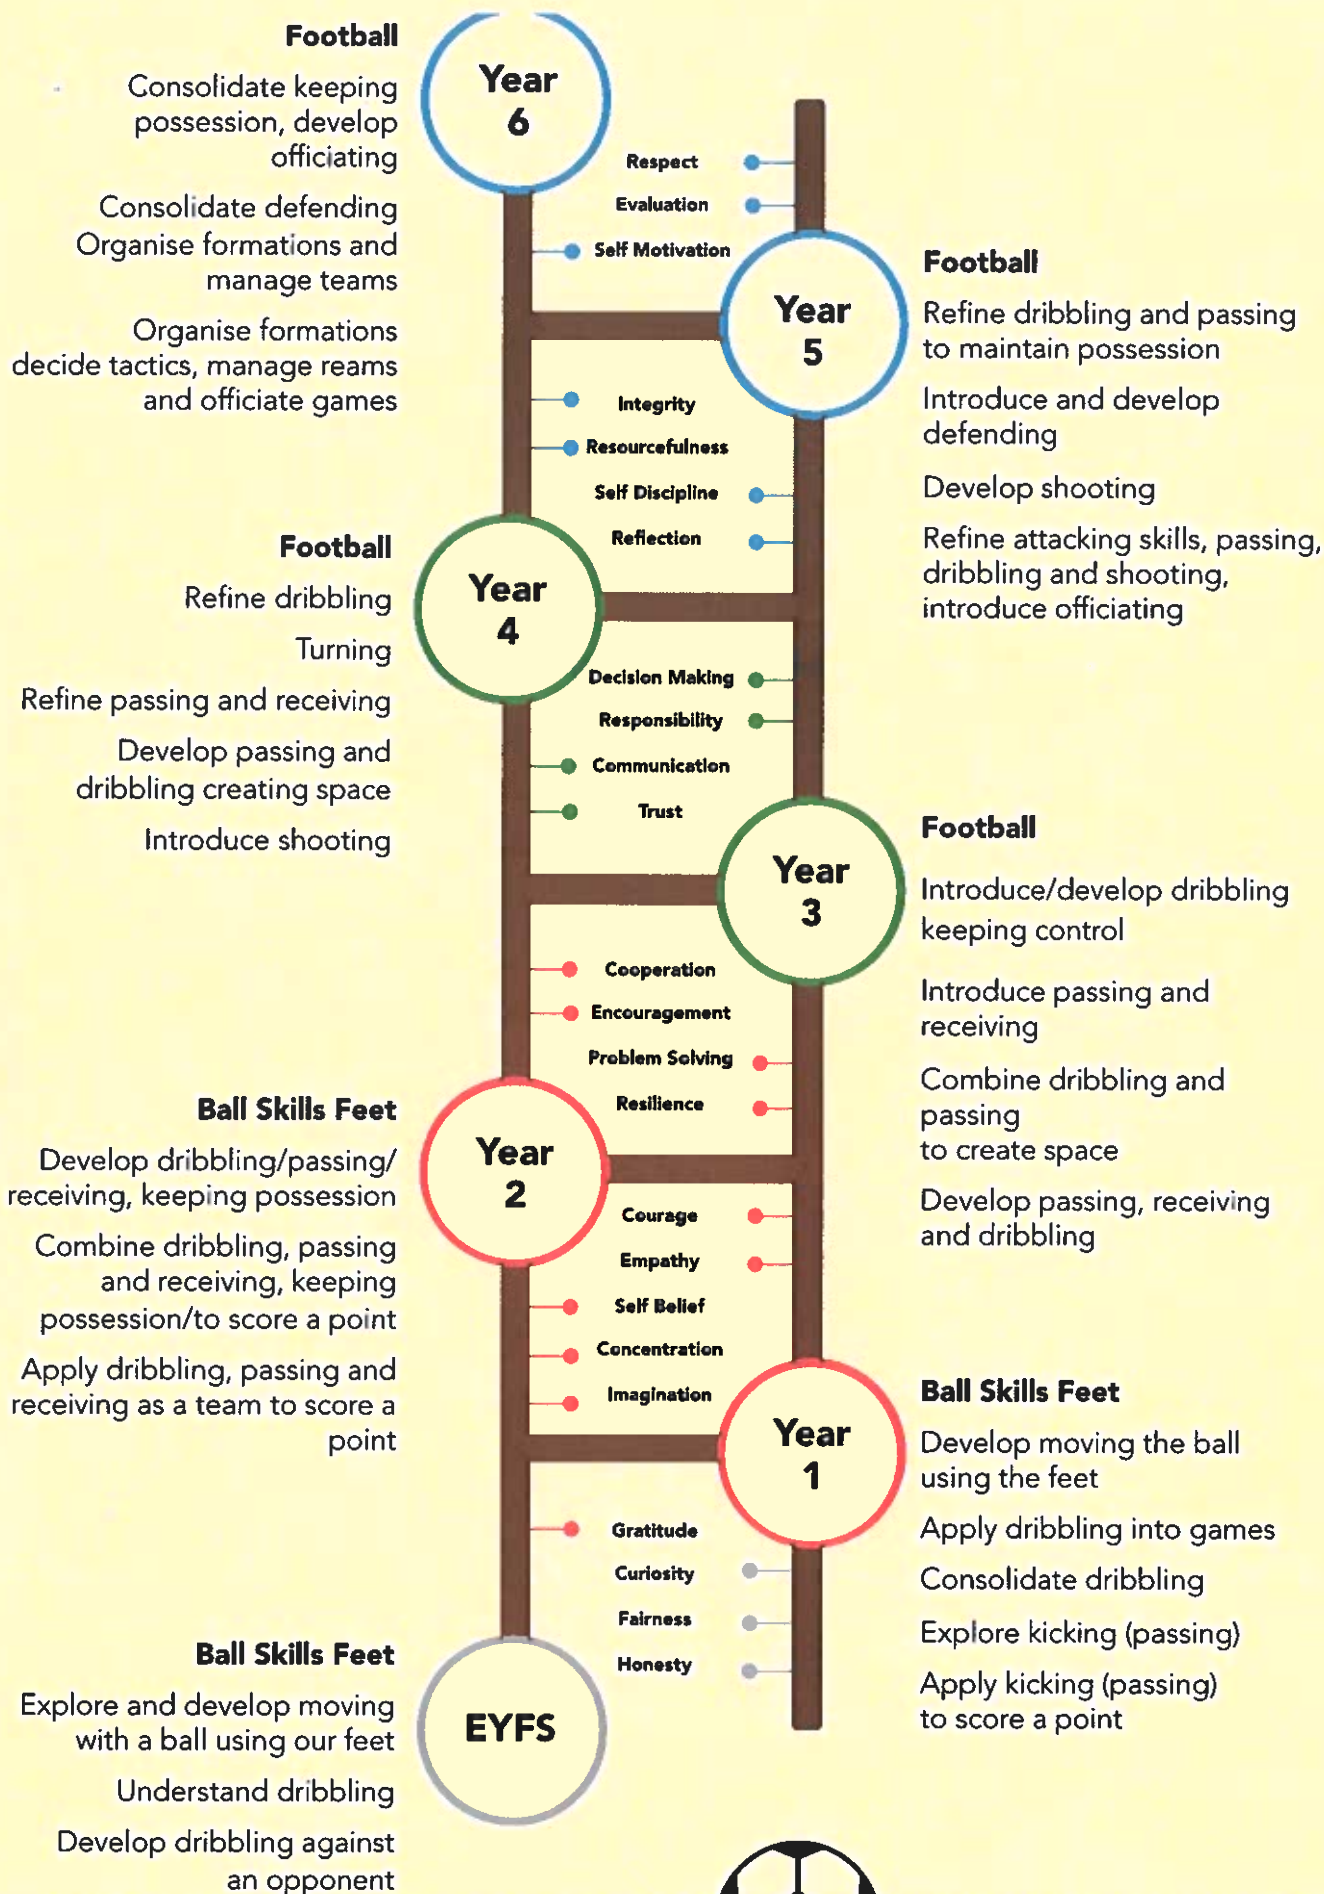 Football
Consolidate keeping
possession, develop
officiating
Consolidate defending
Organise formations and
manage teams
Organise formations
decide tactics, manage reams
and officiate games
Year
6
Respect
Evaluation
Self Motivation
Year
5
Football
Refine dribbling and passing
to maintain possession
Introduce and develop
defending
Develop shooting
Refine attacking skills, passing,
dribbling and shooting,
introduce officiating
Integrity
Resourcefulness
Self Discipline
Reflection
Football
Refine dribbling
Turning
Refine passing and receiving
Develop passing and
dribbling creating space
Introduce shooting
Year
4
Decision Making
Responsibility
Communication
Trust
Year
3
Football
Introduce/develop dribbling
keeping control
Introduce passing and
receiving
Combine dribbling and
passing
to create space
Develop passing, receiving
and dribbling
Cooperation
Encouragement
Problem Solving
Resilience
Ball Skills Feet
Develop dribbling/passing/
receiving, keeping possession
Combine dribbling, passing
and receiving, keeping
possession/to score a point
Apply dribbling, passing and
receiving as a team to score a
point
Year
2
Courage
Empathy
Self Belief
Concentration
Imagination
Year
1
Ball Skills Feet
Develop moving the ball
using the feet
Apply dribbling into games
Consolidate dribbling
Explore kicking (passing)
Apply kicking (passing)
to score a point
Gratitude
Curiosity
Fairness
Honesty
Ball Skills Feet
Explore and develop moving
with a ball using our feet
Understand dribbling
Develop dribbling against
an opponent
EYFS